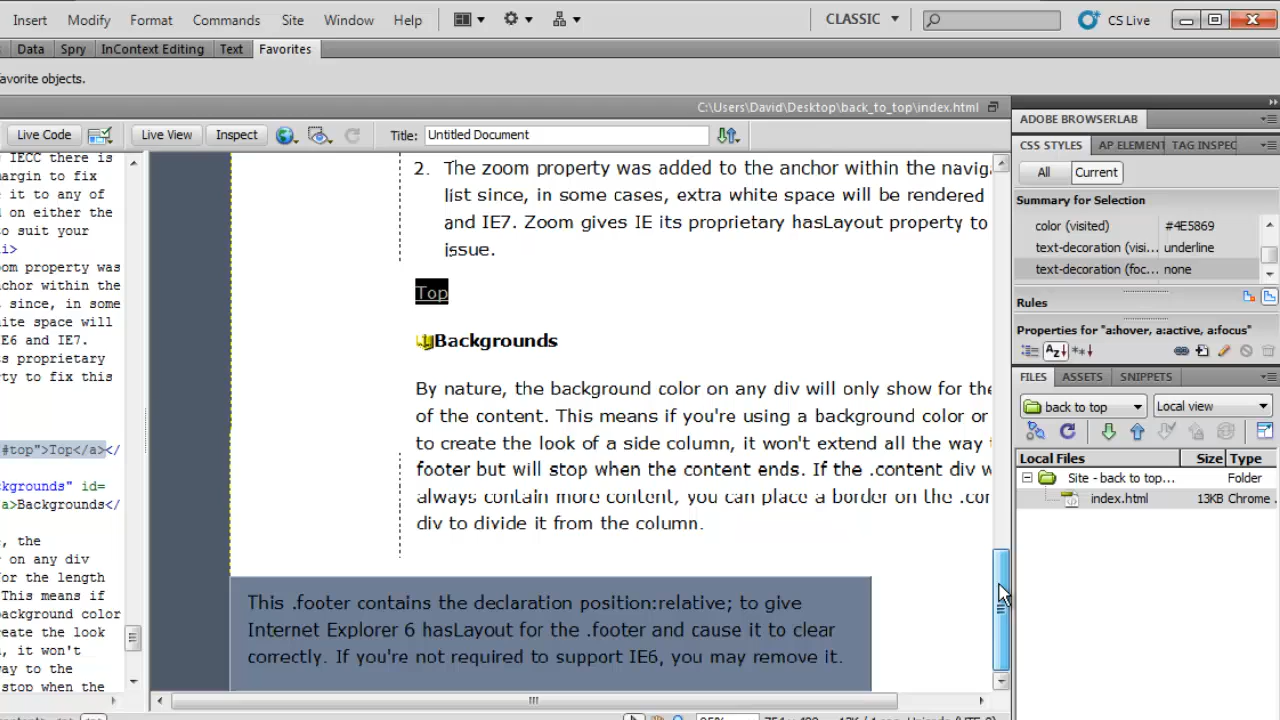 Insert Modify Format Commands Site Window Help CLASSIC CS Live
Data Spry InContext Editing Text Favorites
avorite objects.
C:\Users\David\Desktop\back_to_top\index.html
Live Code Live View Inspect Title: Untitled Document
IECC there is
argin to fix
e it to any of
d on either the
o suit your
i>
oom property was
nchor within the
since, in some
hite space will
E6 and IE7.
s proprietary
erty to fix this
#top">Top</a></
ckgrounds" id=
a>Backgrounds</
, the
r on any div
or the length
This means if
background color
reate the look
, it won't
way to the
stop when the
2. The zoom property was added to the anchor within the naviga
list since, in some cases, extra white space will be rendered
and IE7. Zoom gives IE its proprietary hasLayout property to
issue.
Top
Backgrounds
By nature, the background color on any div will only show for the
of the content. This means if you're using a background color or
to create the look of a side column, it won't extend all the way
footer but will stop when the content ends. If the .content div w
always contain more content, you can place a border on the .con
div to divide it from the column.
This .footer contains the declaration position:relative; to give
Internet Explorer 6 hasLayout for the .footer and cause it to clear
correctly. If you're not required to support IE6, you may remove it.
ADOBE BROWSERLAB
CSS STYLES AP ELEMENT TAG INSPEC
All Current
Summary for Selection
color (visited) #4E5869
text-decoration (visi... underline
text-decoration (foc... none
Rules
Properties for "a:hover, a:active, a:focus"
FILES ASSETS SNIPPETS
back to top Local view
Local Files Size Type
Site - back to top... Folder
index.html 13KB Chrome